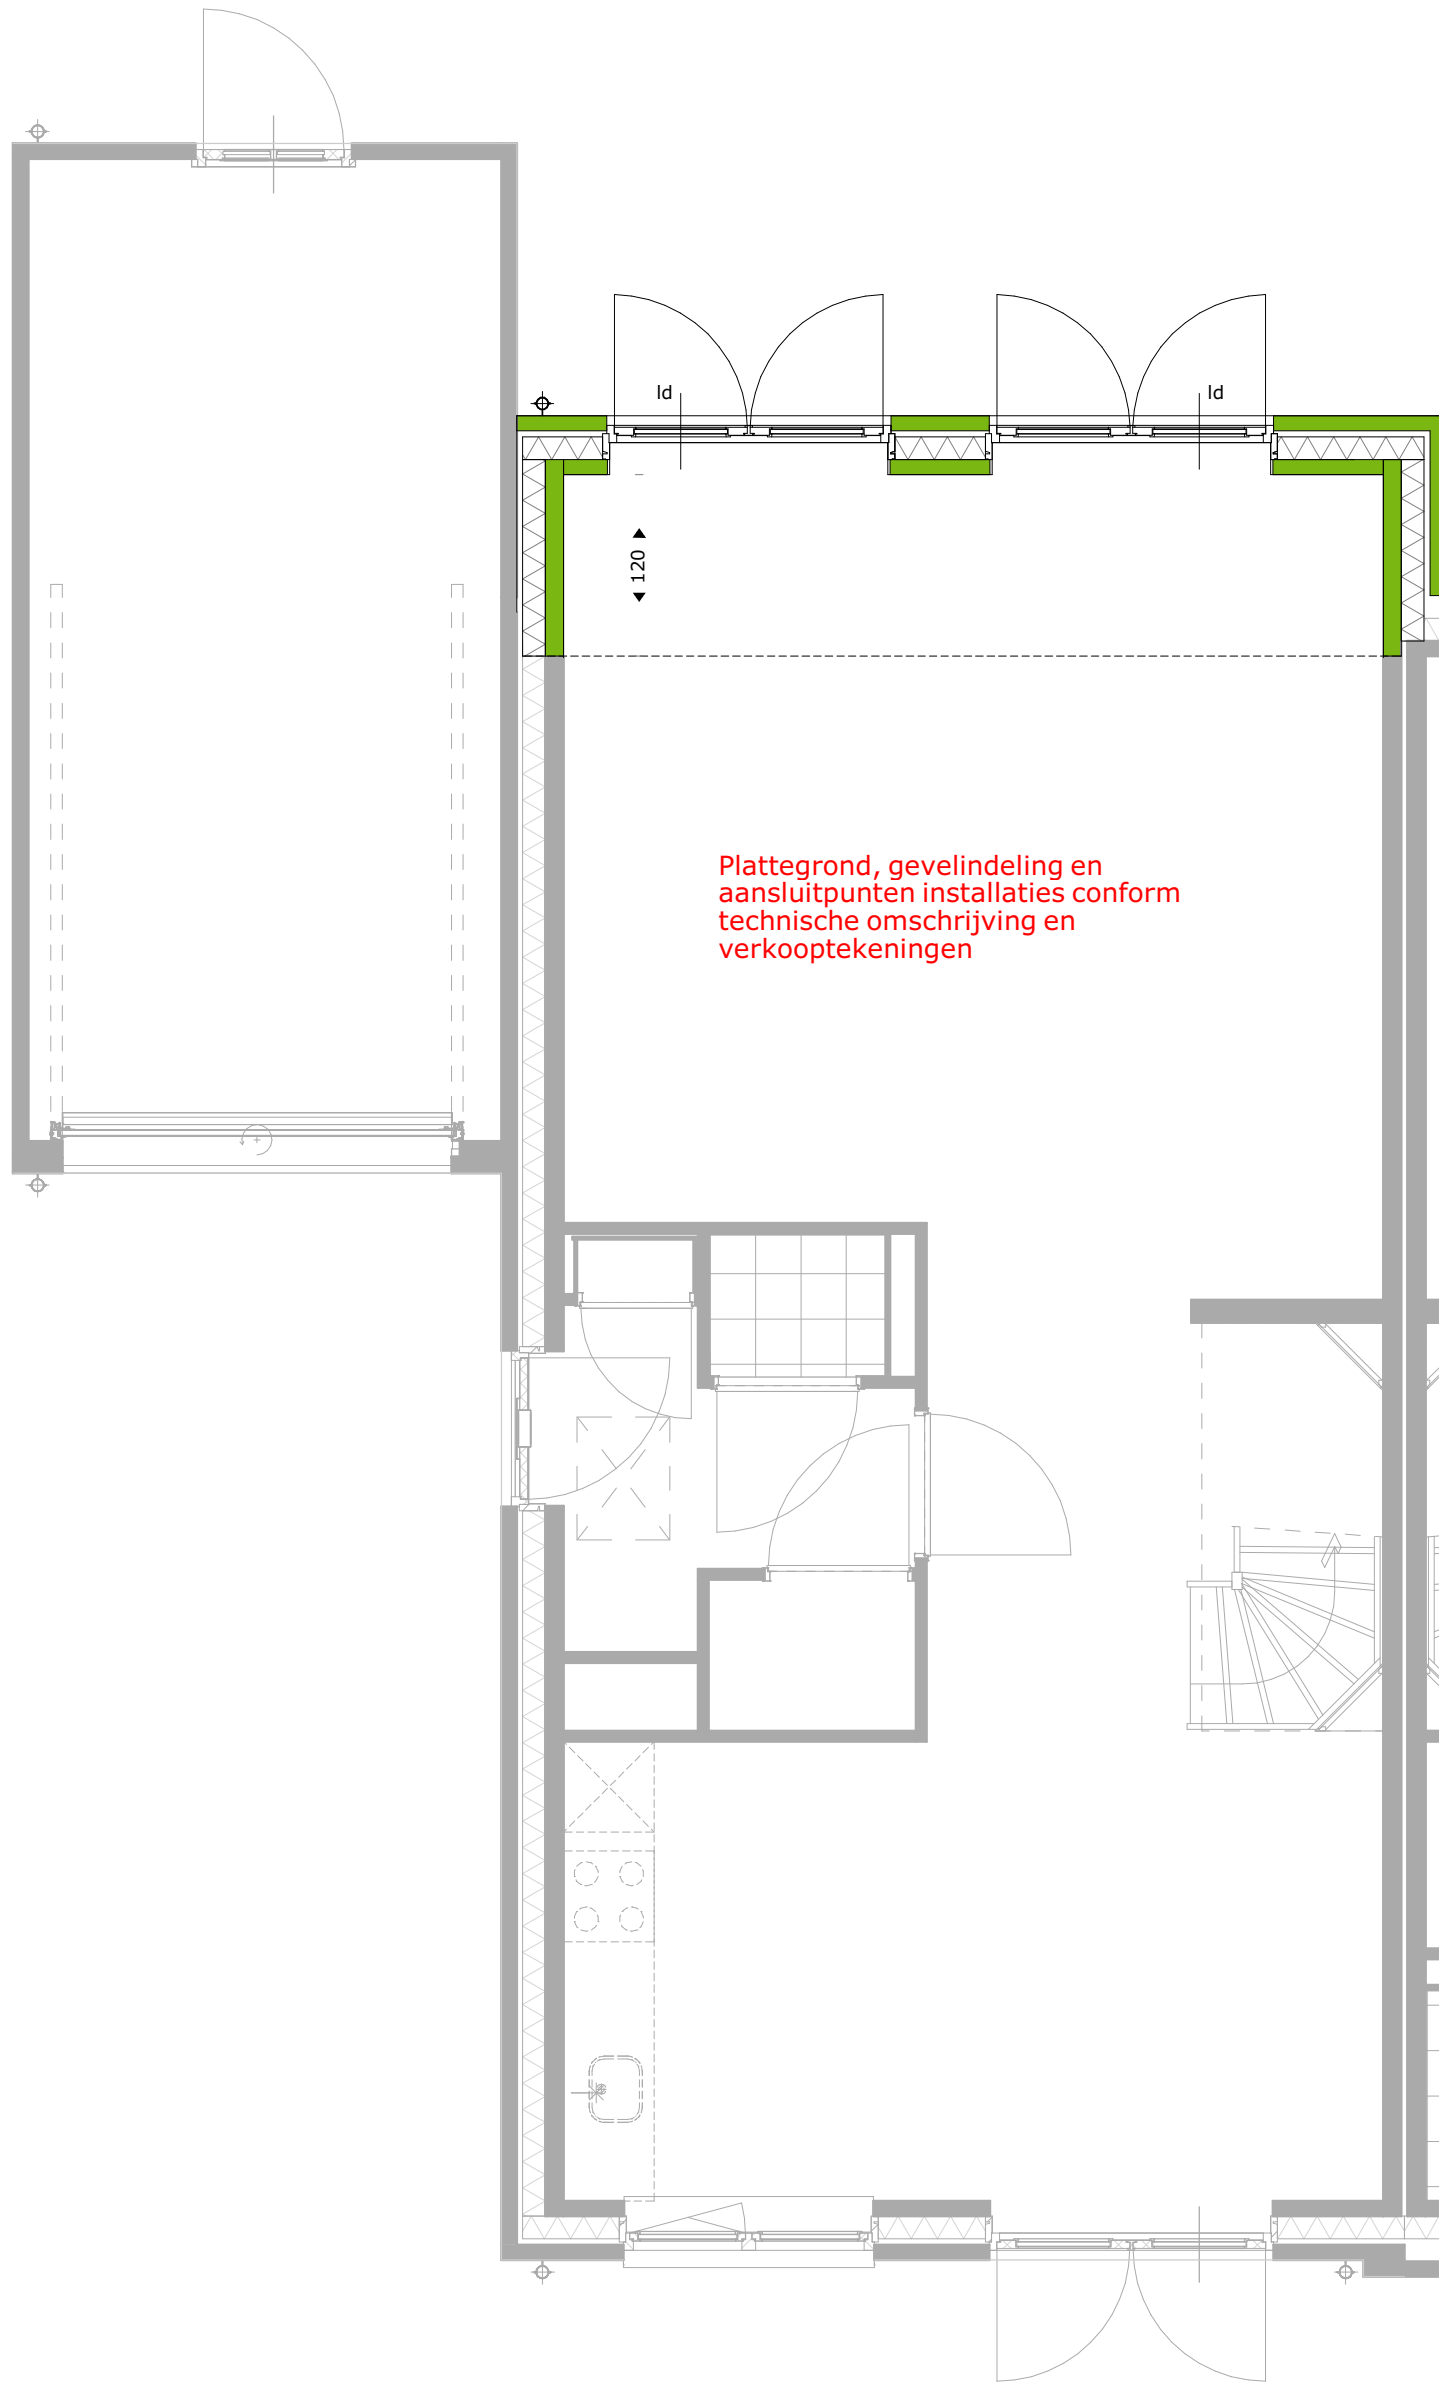 ld
ld
120
Plattegrond, gevelindeling en
aansluitpunten installaties conform
technische omschrijving en
verkooptekeningen